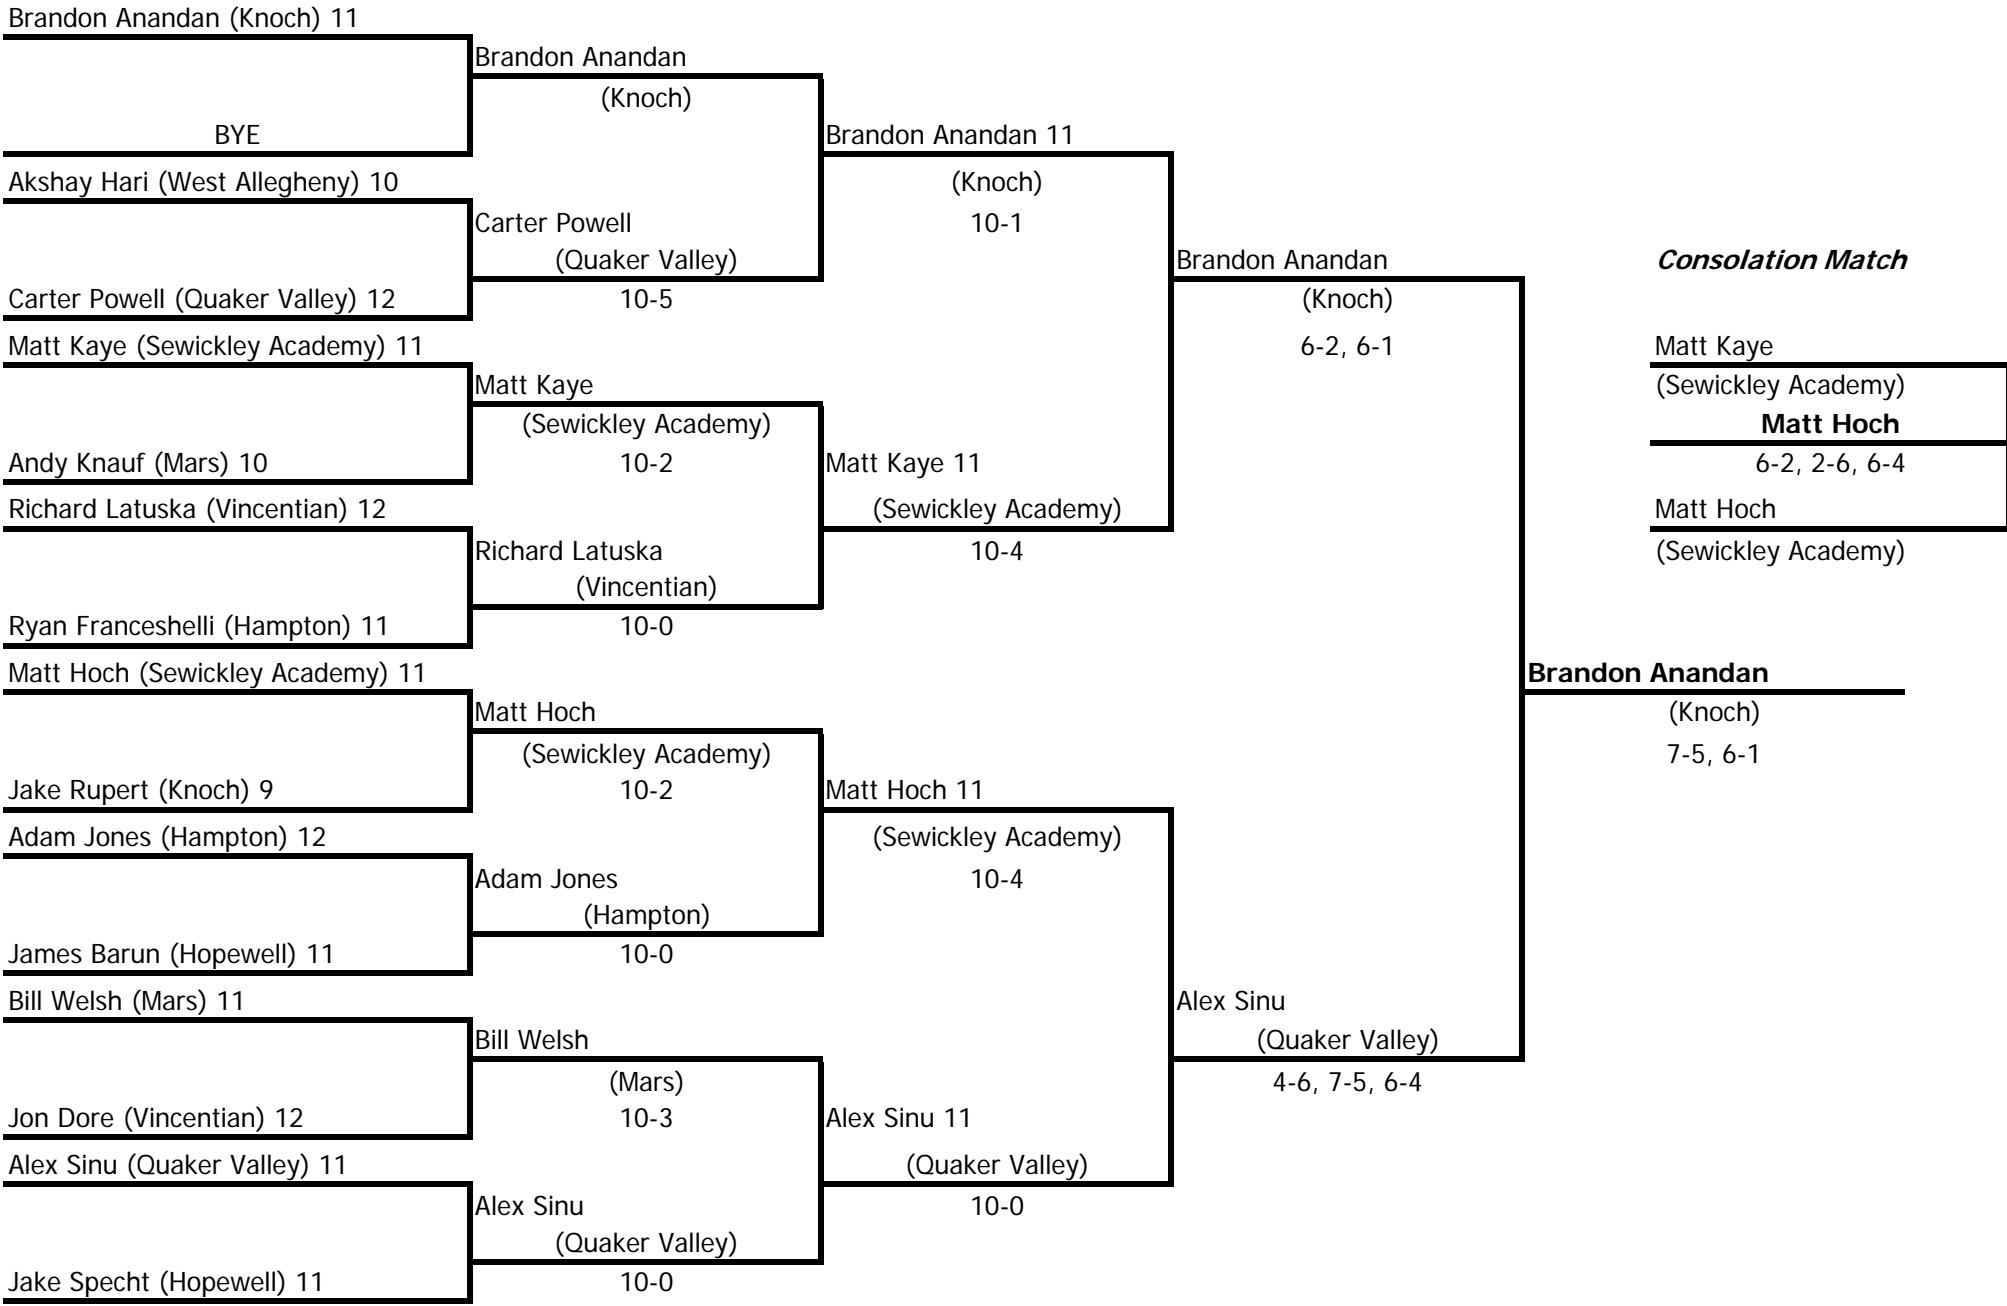 Brandon Anandan (Knoch) 11
BYE
Akshay Hari (West Allegheny) 10
Carter Powell (Quaker Valley) 12
Matt Kaye (Sewickley Academy) 11
Andy Knauf (Mars) 10
Richard Latuska (Vincentian) 12
Ryan Franceshelli (Hampton) 11
Matt Hoch (Sewickley Academy) 11
Jake Rupert (Knoch) 9
Adam Jones (Hampton) 12
James Barun (Hopewell) 11
Bill Welsh (Mars) 11
Jon Dore (Vincentian) 12
Alex Sinu (Quaker Valley) 11
Jake Specht (Hopewell) 11
Brandon Anandan
(Knoch)
Carter Powell
(Quaker Valley)
10-5
Matt Kaye
(Sewickley Academy)
10-2
Richard Latuska
(Vincentian)
10-0
Matt Hoch
(Sewickley Academy)
10-2
Adam Jones
(Hampton)
10-0
Bill Welsh
(Mars)
10-3
Alex Sinu
(Quaker Valley)
10-0
Brandon Anandan 11
(Knoch)
10-1
Matt Kaye 11
(Sewickley Academy)
10-4
Matt Hoch 11
(Sewickley Academy)
10-4
Alex Sinu 11
(Quaker Valley)
10-0
Brandon Anandan
(Knoch)
6-2, 6-1
Alex Sinu
(Quaker Valley)
4-6, 7-5, 6-4
Brandon Anandan
(Knoch)
7-5, 6-1
Consolation Match
Matt Kaye
(Sewickley Academy)
Matt Hoch
6-2, 2-6, 6-4
Matt Hoch
(Sewickley Academy)